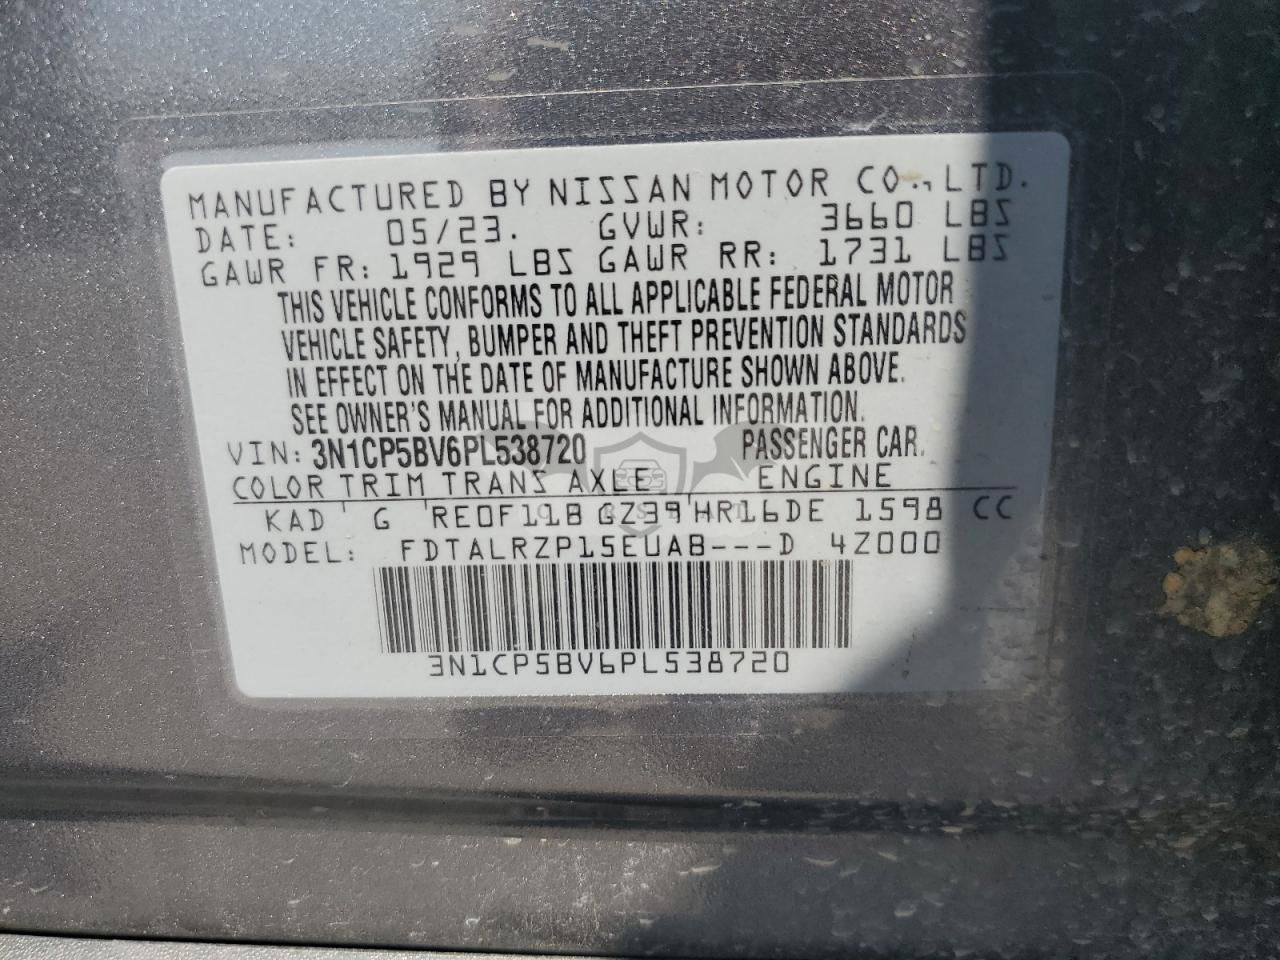 MANUFACTURED BY NISSAN MOTOR CO., LTD.
DATE: 05/23. GVWR: 3660 LBS
GAWR FR: 1929 LBS GAWR RR: 1731 LBS
THIS VEHICLE CONFORMS TO ALL APPLICABLE FEDERAL MOTOR
VEHICLE SAFETY, BUMPER AND THEFT PREVENTION STANDARDS
IN EFFECT ON THE DATE OF MANUFACTURE SHOWN ABOVE.
SEE OWNER'S MANUAL FOR ADDITIONAL INFORMATION.
VIN: 3N1CP5BV6PL538720 PASSENGER CAR.
COLOR TRIM TRANS AXLE ENGINE
KAD G RE0F11B GZ39 HR16DE 1598 CC
MODEL: FDTALRZP15EUAB---D 4Z000
3N1CP5BV6PL538720